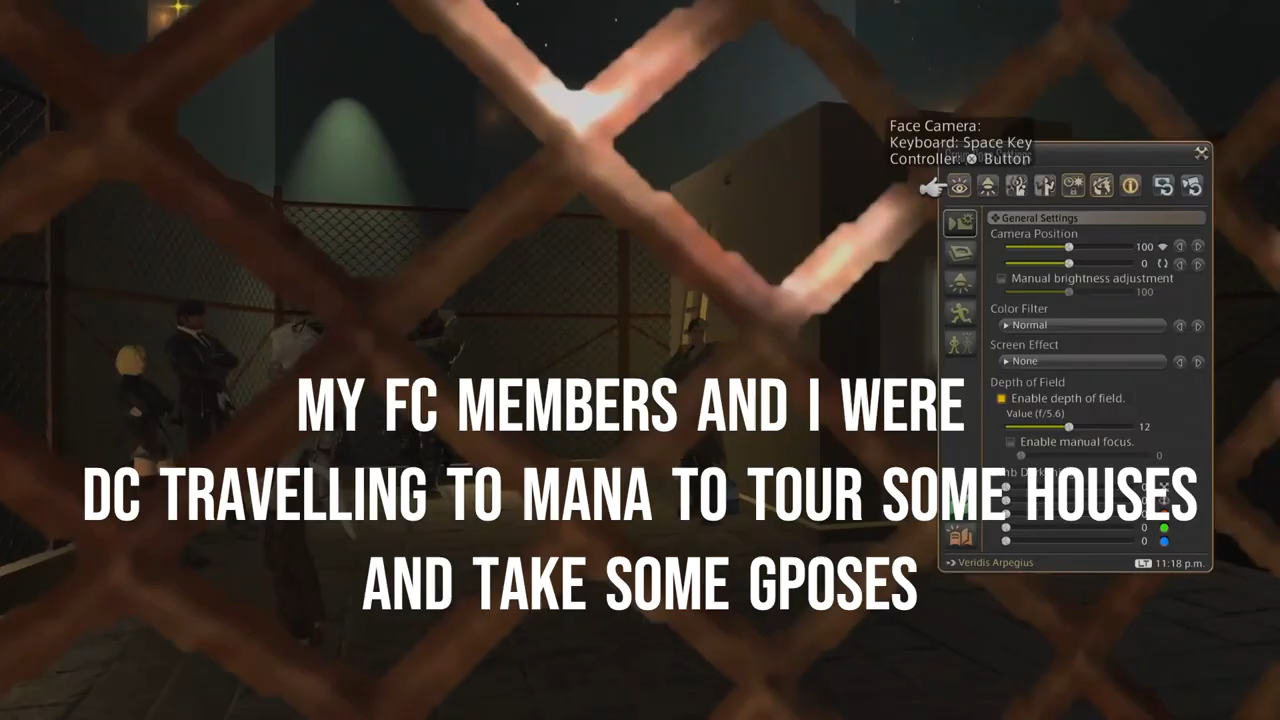 Face Camera:
Keyboard: Space Key
Controller: Button
General Settings
Camera Position
100
0
Manual brightness adjustment
100
Color Filter
Normal
Screen Effect
None
Depth of Field
Enable depth of field.
Value (f/5.6)
12
Enable manual focus.
0
MY FC MEMBERS AND I WERE
DC TRAVELLING TO MANA TO TOUR SOME HOUSES
AND TAKE SOME GPOSES
0
0
Veridis Arpegius
LT 11:18 p.m.